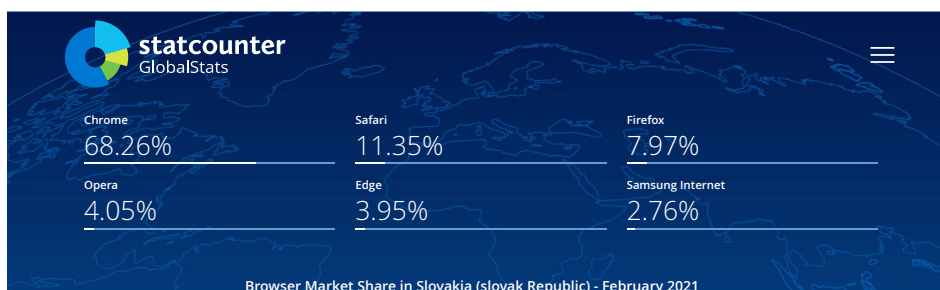 statcounter
GlobalStats
Chrome
68.26%
Safari
11.35%
Firefox
7.97%
Opera
4.05%
Edge
3.95%
Samsung Internet
2.76%
Browser Market Share in Slovakia (slovak Republic) - February 2021